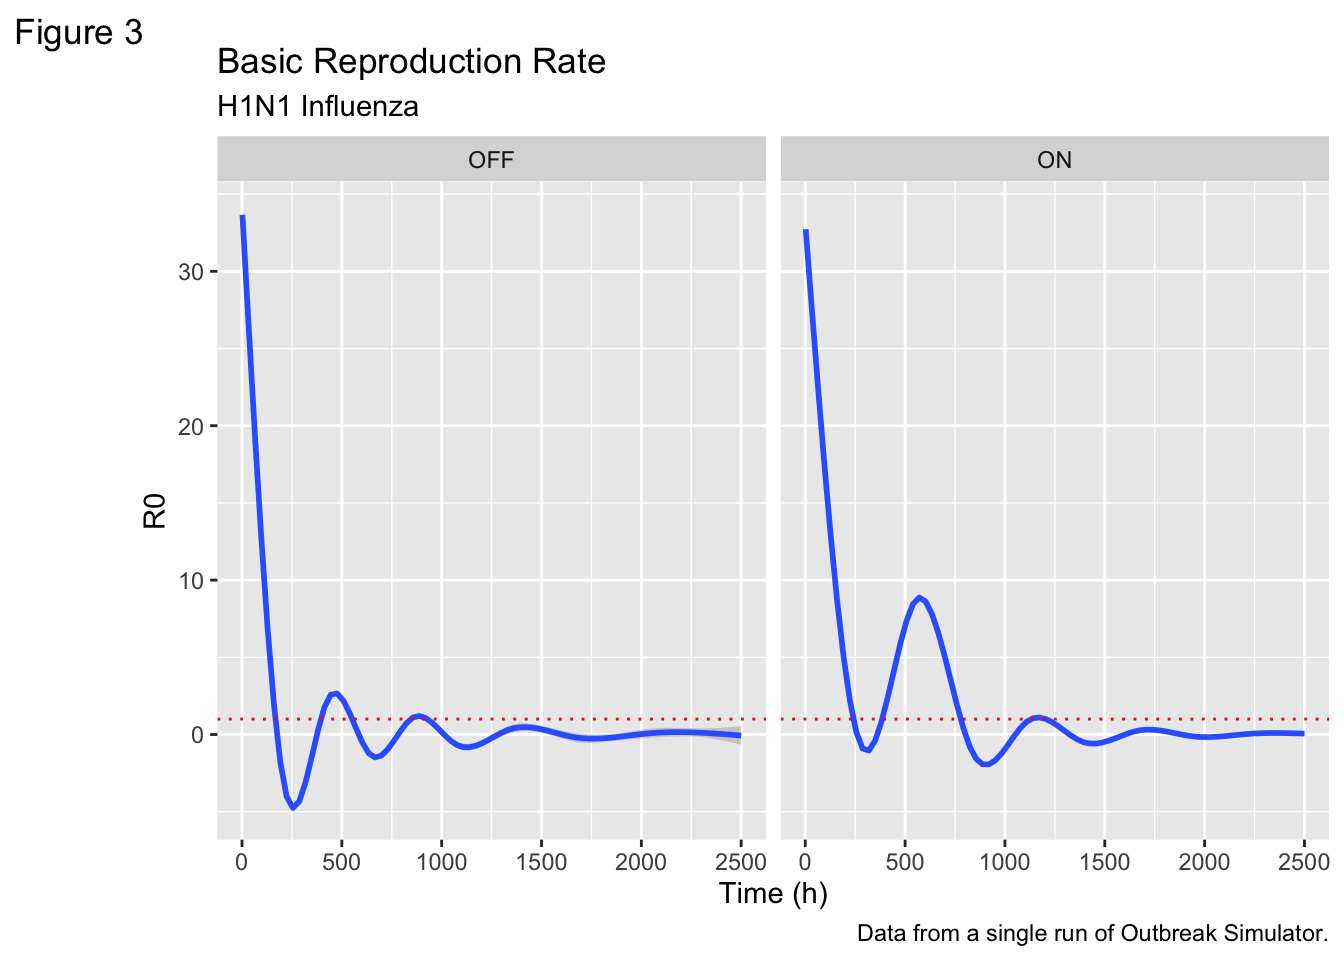 Figure 3
Basic Reproduction Rate
H1N1 Influenza
OFF
ON
30
20
10
0
R0
0 500 1000 1500 2000 2500
0 500 1000 1500 2000 2500
Time (h)
Data from a single run of Outbreak Simulator.